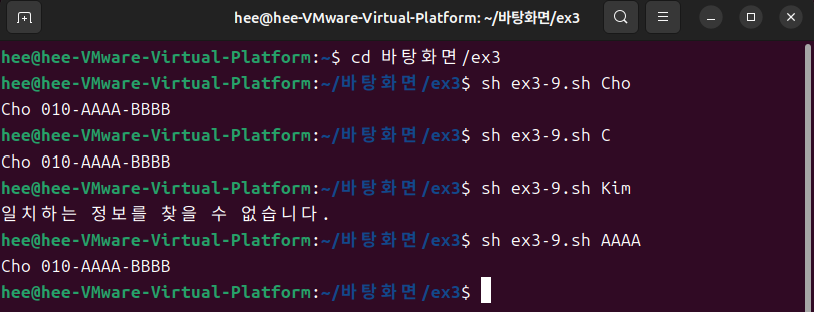 hee@hee-VMware-Virtual-Platform: ~/바탕화면/ex3
hee@hee-VMware-Virtual-Platform:~$ cd 바탕화면/ex3
hee@hee-VMware-Virtual-Platform:~/바탕화면/ex3$ sh ex3-9.sh Cho
Cho 010-AAAA-BBBB
hee@hee-VMware-Virtual-Platform:~/바탕화면/ex3$ sh ex3-9.sh C
Cho 010-AAAA-BBBB
hee@hee-VMware-Virtual-Platform:~/바탕화면/ex3$ sh ex3-9.sh Kim
일치하는 정보를 찾을 수 없습니다.
hee@hee-VMware-Virtual-Platform:~/바탕화면/ex3$ sh ex3-9.sh AAAA
Cho 010-AAAA-BBBB
hee@hee-VMware-Virtual-Platform:~/바탕화면/ex3$